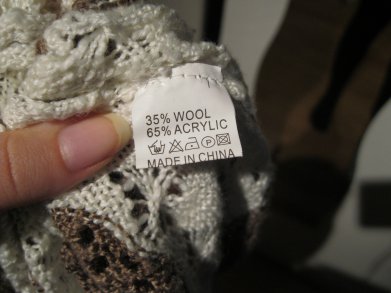 35% WOOL
65% ACRYLIC
MADE IN CHINA